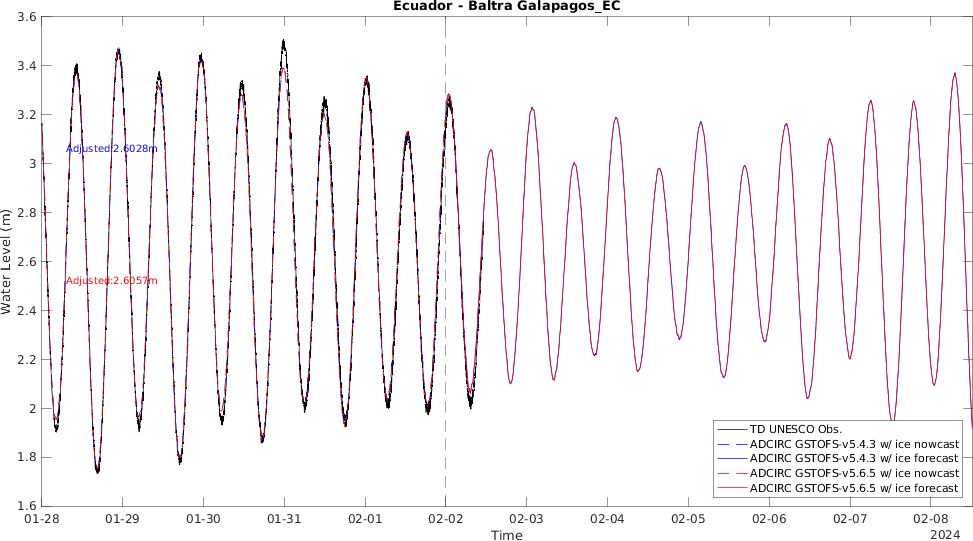 Ecuador - Baltra Galapagos_EC
3.6
3.4
3.2
3
2.8
2.6
2.4
2.2
2
1.8
1.6
Water Level (m)
Adjusted:2.6028m
Adjusted:2.6057m
TD UNESCO Obs.
ADCIRC GSTOFS-v5.4.3 w/ ice nowcast
ADCIRC GSTOFS-v5.4.3 w/ ice forecast
ADCIRC GSTOFS-v5.6.5 w/ ice nowcast
ADCIRC GSTOFS-v5.6.5 w/ ice forecast
01-28 01-29 01-30 01-31 02-01 02-02 02-03 02-04 02-05 02-06 02-07 02-08
2024
Time